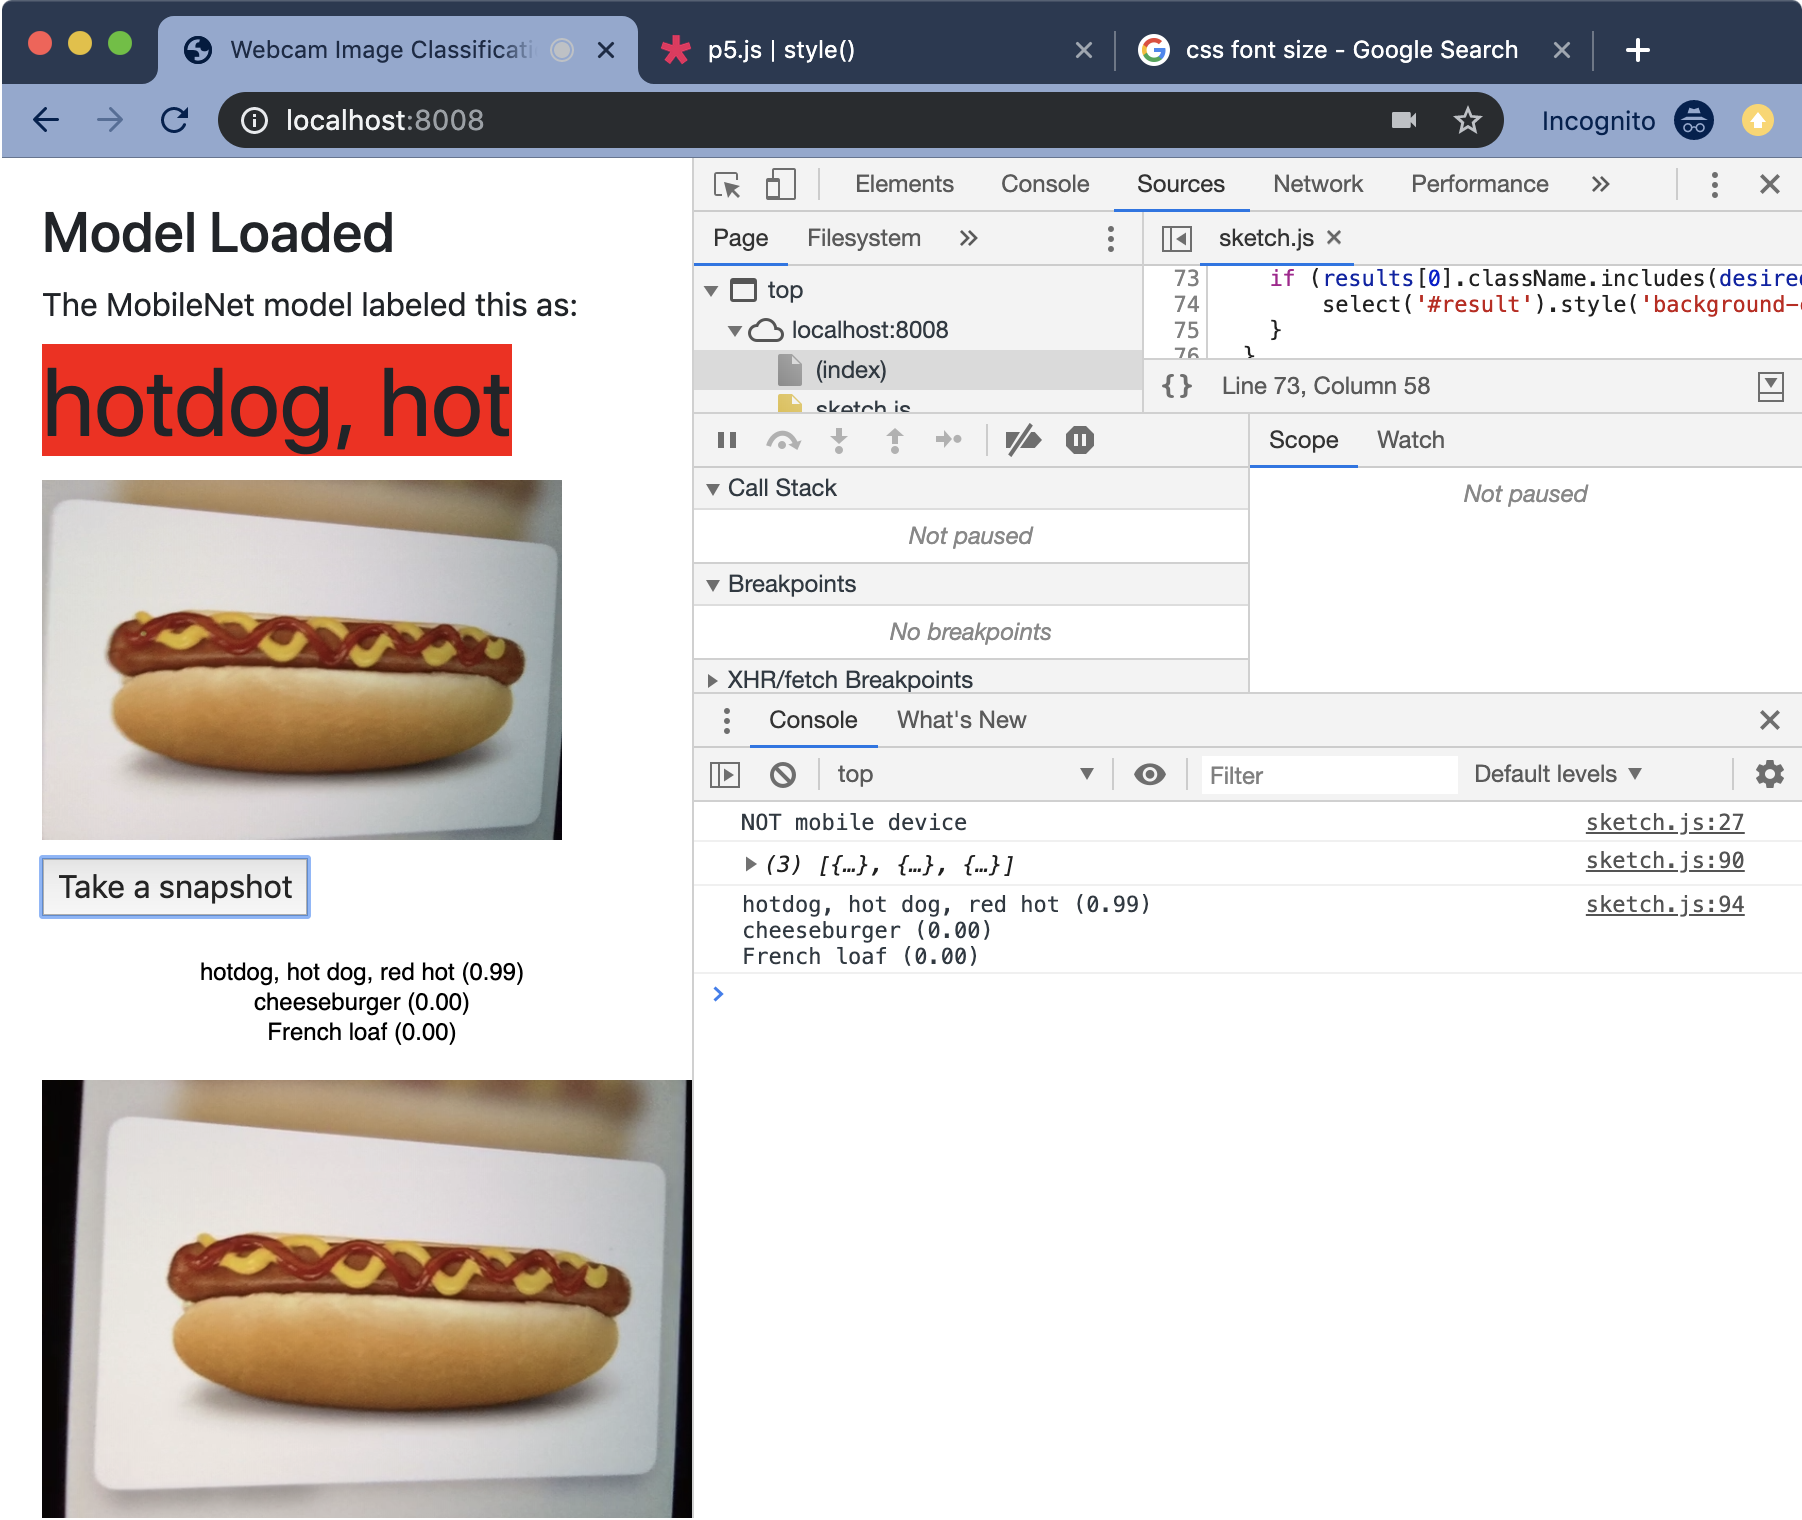 Webcam Image Classificati
p5.js | style()
css font size - Google Search
localhost:8008
Incognito
Model Loaded
The MobileNet model labeled this as:
hotdog, hot
Take a snapshot
hotdog, hot dog, red hot (0.99)
cheeseburger (0.00)
French loaf (0.00)
Elements Console Sources Network Performance »
Page Filesystem »
sketch.js
top
localhost:8008
(index)
sketch.js
73 if (results[0].className.includes(desired
74 select('#result').style('background-
75 }
76 }
{} Line 73, Column 58
Scope Watch
Not paused
Call Stack
Not paused
Breakpoints
No breakpoints
XHR/fetch Breakpoints
Console What's New
top Filter Default levels
NOT mobile device sketch.js:27
(3) [{…}, {…}, {…}] sketch.js:90
hotdog, hot dog, red hot (0.99) sketch.js:94
cheeseburger (0.00)
French loaf (0.00)